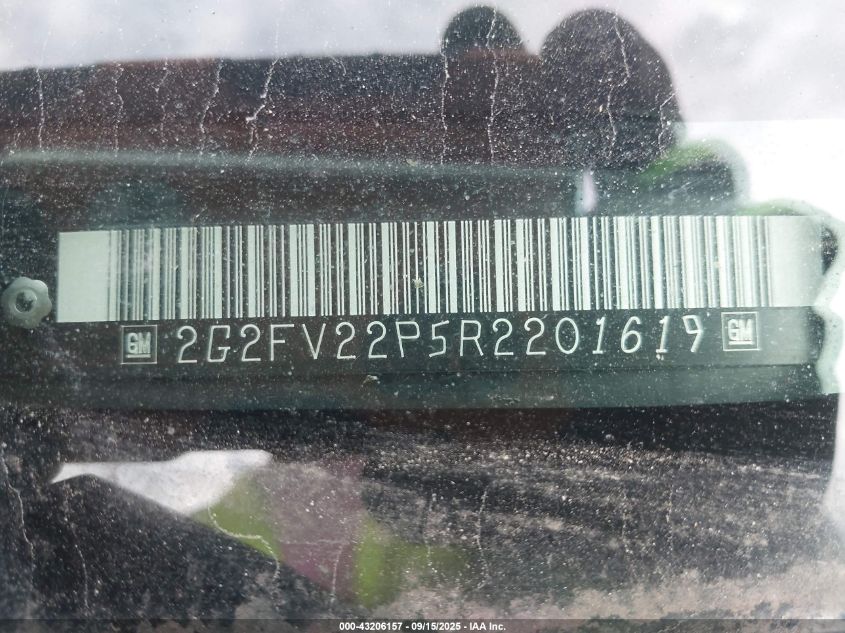 GM 2G2FV22P5R2201619 GM
000-43206157 - 09/15/2025 - IAA Inc.